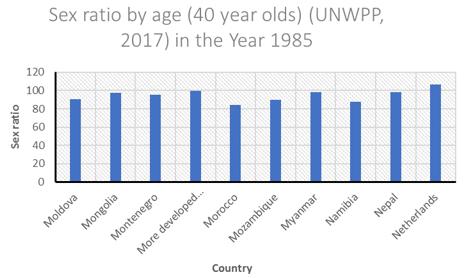 Sex ratio by age (40 year olds) (UNWPP,
2017) in the Year 1985
120
100
80
60
40
20
0
Sex ratio
Moldova
Mongolia
Montenegro
More developed...
Morocco
Mozambique
Myanmar
Namibia
Nepal
Netherlands
Country